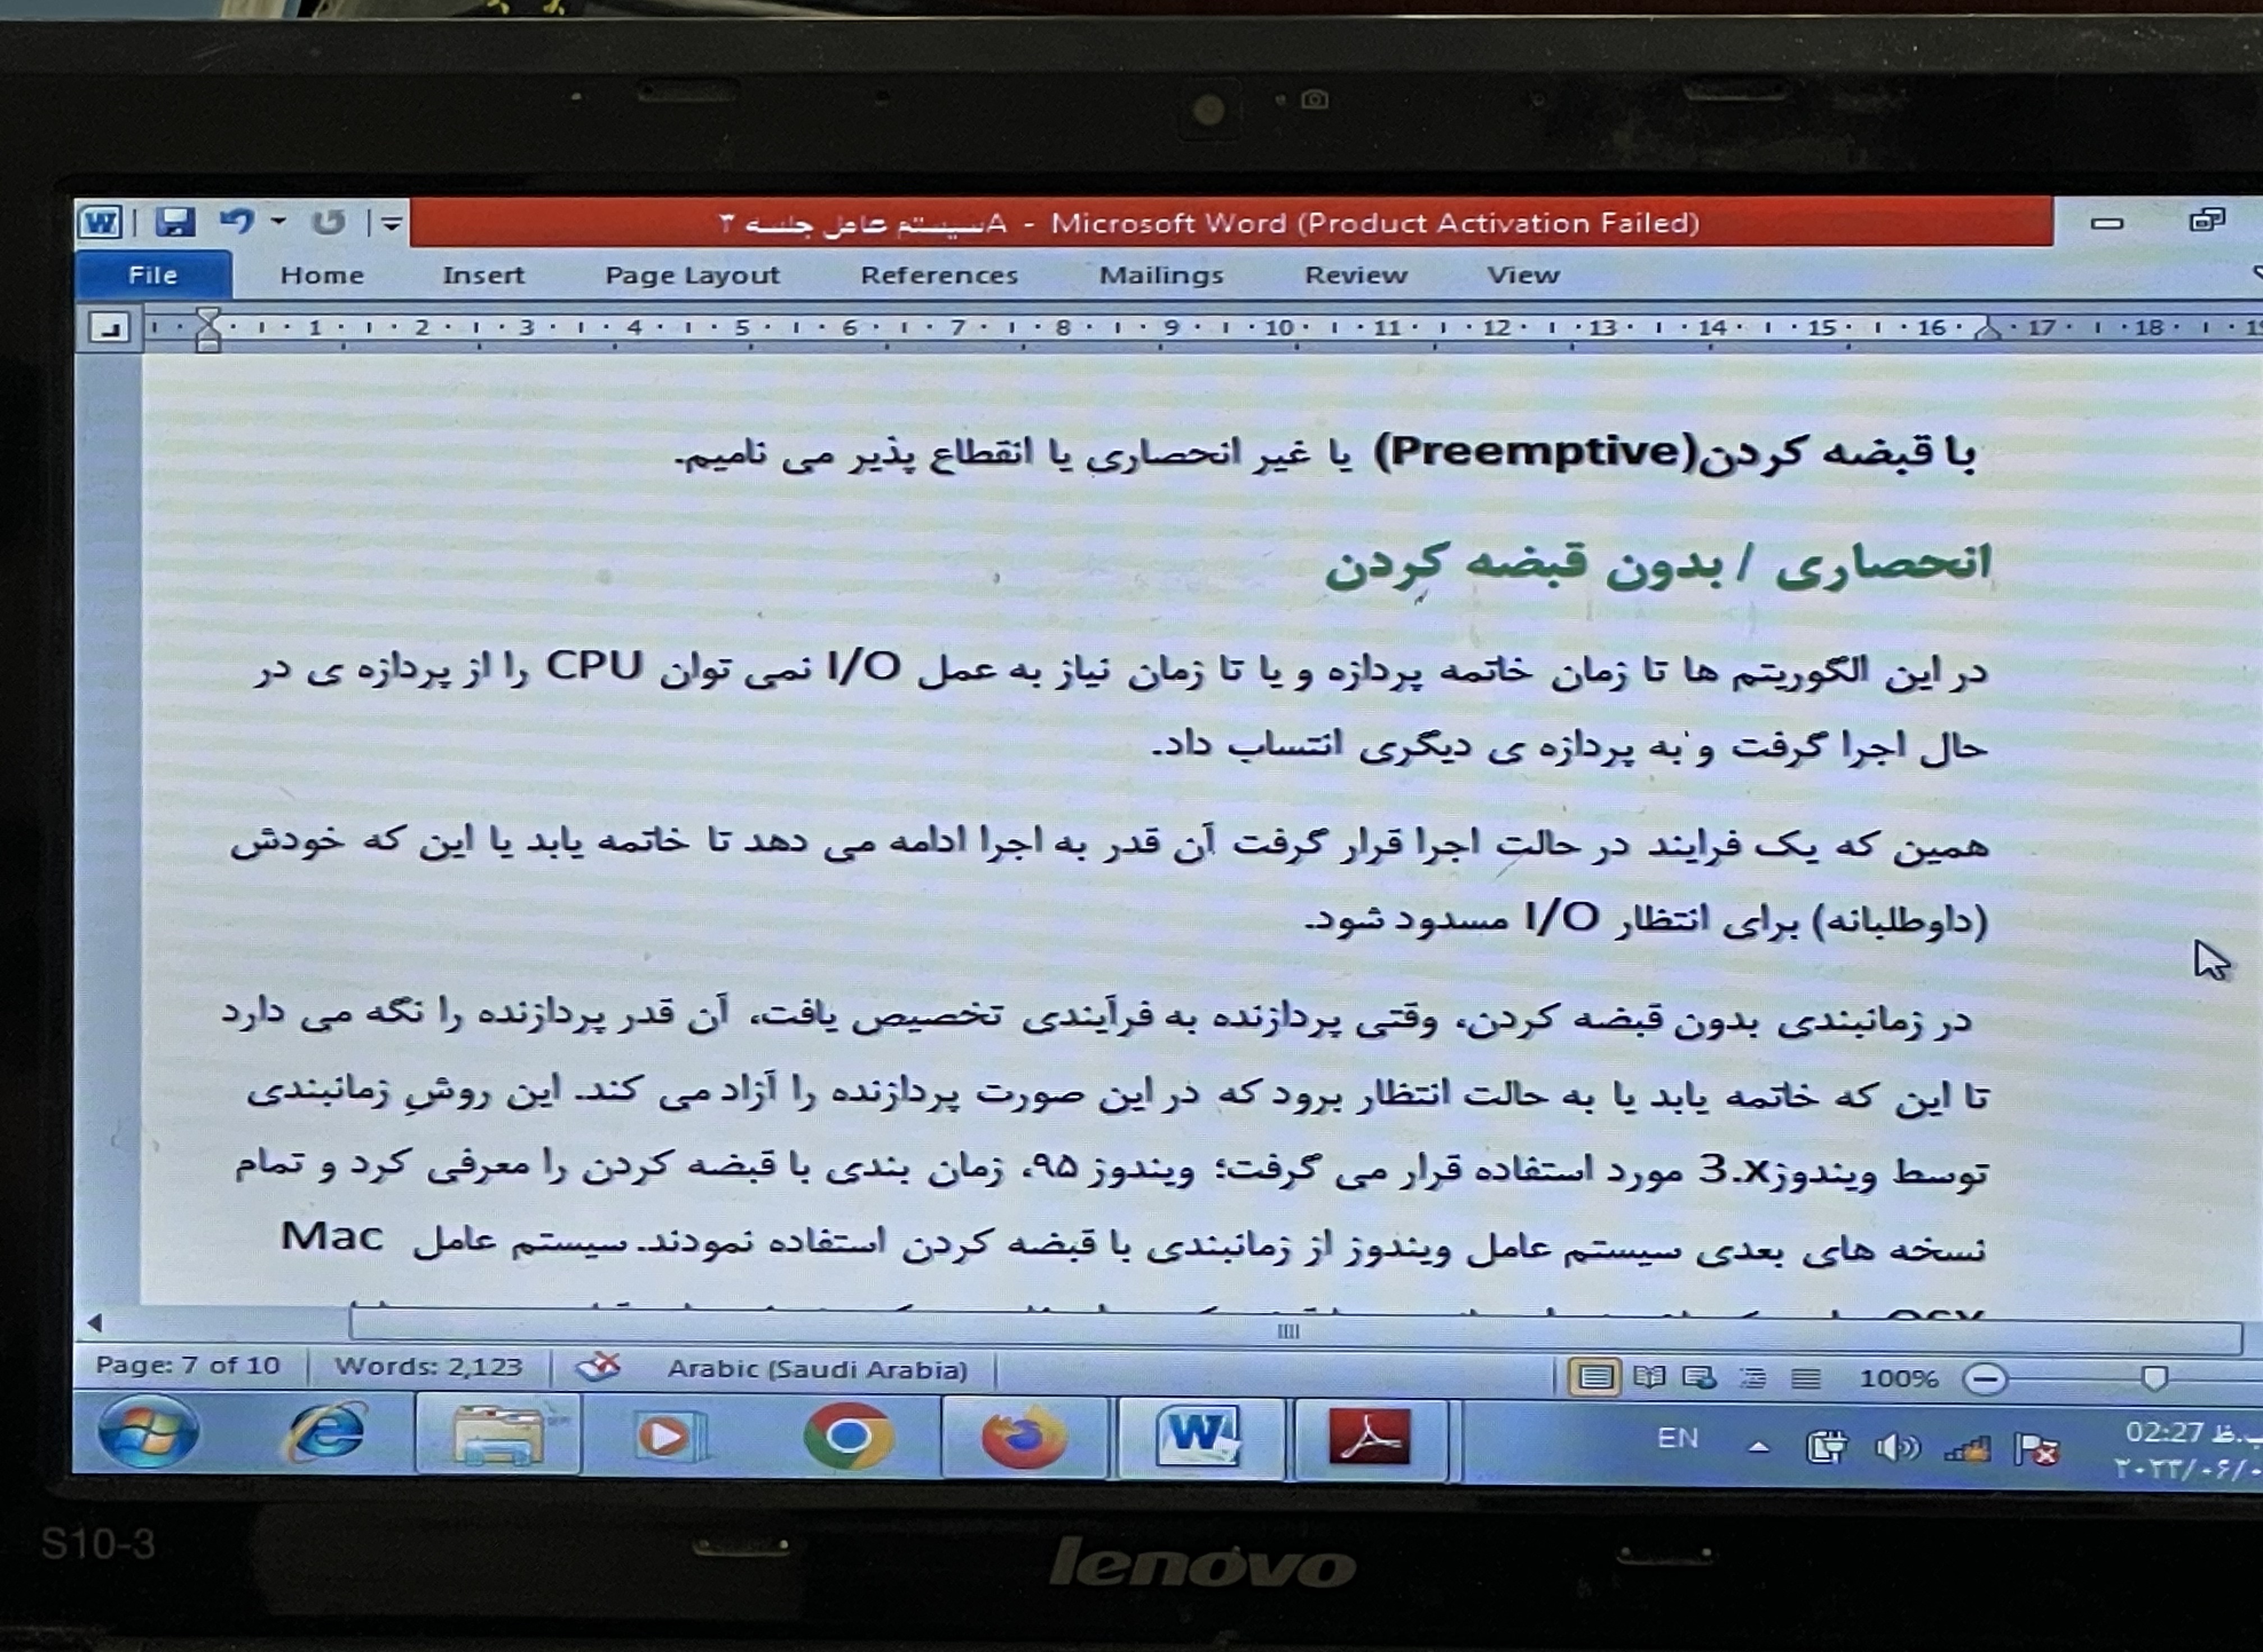 سیستم عامل جلسه ۳A - Microsoft Word (Product Activation Failed)
File Home Insert Page Layout References Mailings Review View
1 2 3 4 5 6 7 8 9 10 11 12 13 14 15 16 17 18
با قبضه کردن(Preemptive) یا غیر انحصاری یا انقطاع پذیر می نامیم.
انحصاری / بدون قبضه کردن
در این الگوریتم ها تا زمان خاتمه پردازه و یا تا زمان نیاز به عمل I/O نمی توان CPU را از پردازه ی در
حال اجرا گرفت و به پردازه ی دیگری انتساب داد.
همین که یک فرایند در حالت اجرا قرار گرفت آن قدر به اجرا ادامه می دهد تا خاتمه یابد یا این که خودش
(داوطلبانه) برای انتظار I/O مسدود شود.
در زمانبندی بدون قبضه کردن، وقتی پردازنده به فرآیندی تخصیص یافت، آن قدر پردازنده را نگه می دارد
تا این که خاتمه یابد یا به حالت انتظار برود که در این صورت پردازنده را آزاد می کند. این روشِ زمانبندی
توسط ویندوز3.x مورد استفاده قرار می گرفت؛ ویندوز ۹۵، زمان بندی با قبضه کردن را معرفی کرد و تمام
نسخه های بعدی سیستم عامل ویندوز از زمانبندی با قبضه کردن استفاده نمودند. سیستم عامل Mac
Page: 7 of 10 Words: 2,123 Arabic (Saudi Arabia) 100%
EN 02:27 ب.ظ
۲۰۲۳/۰۶/۰
S10-3 lenovo